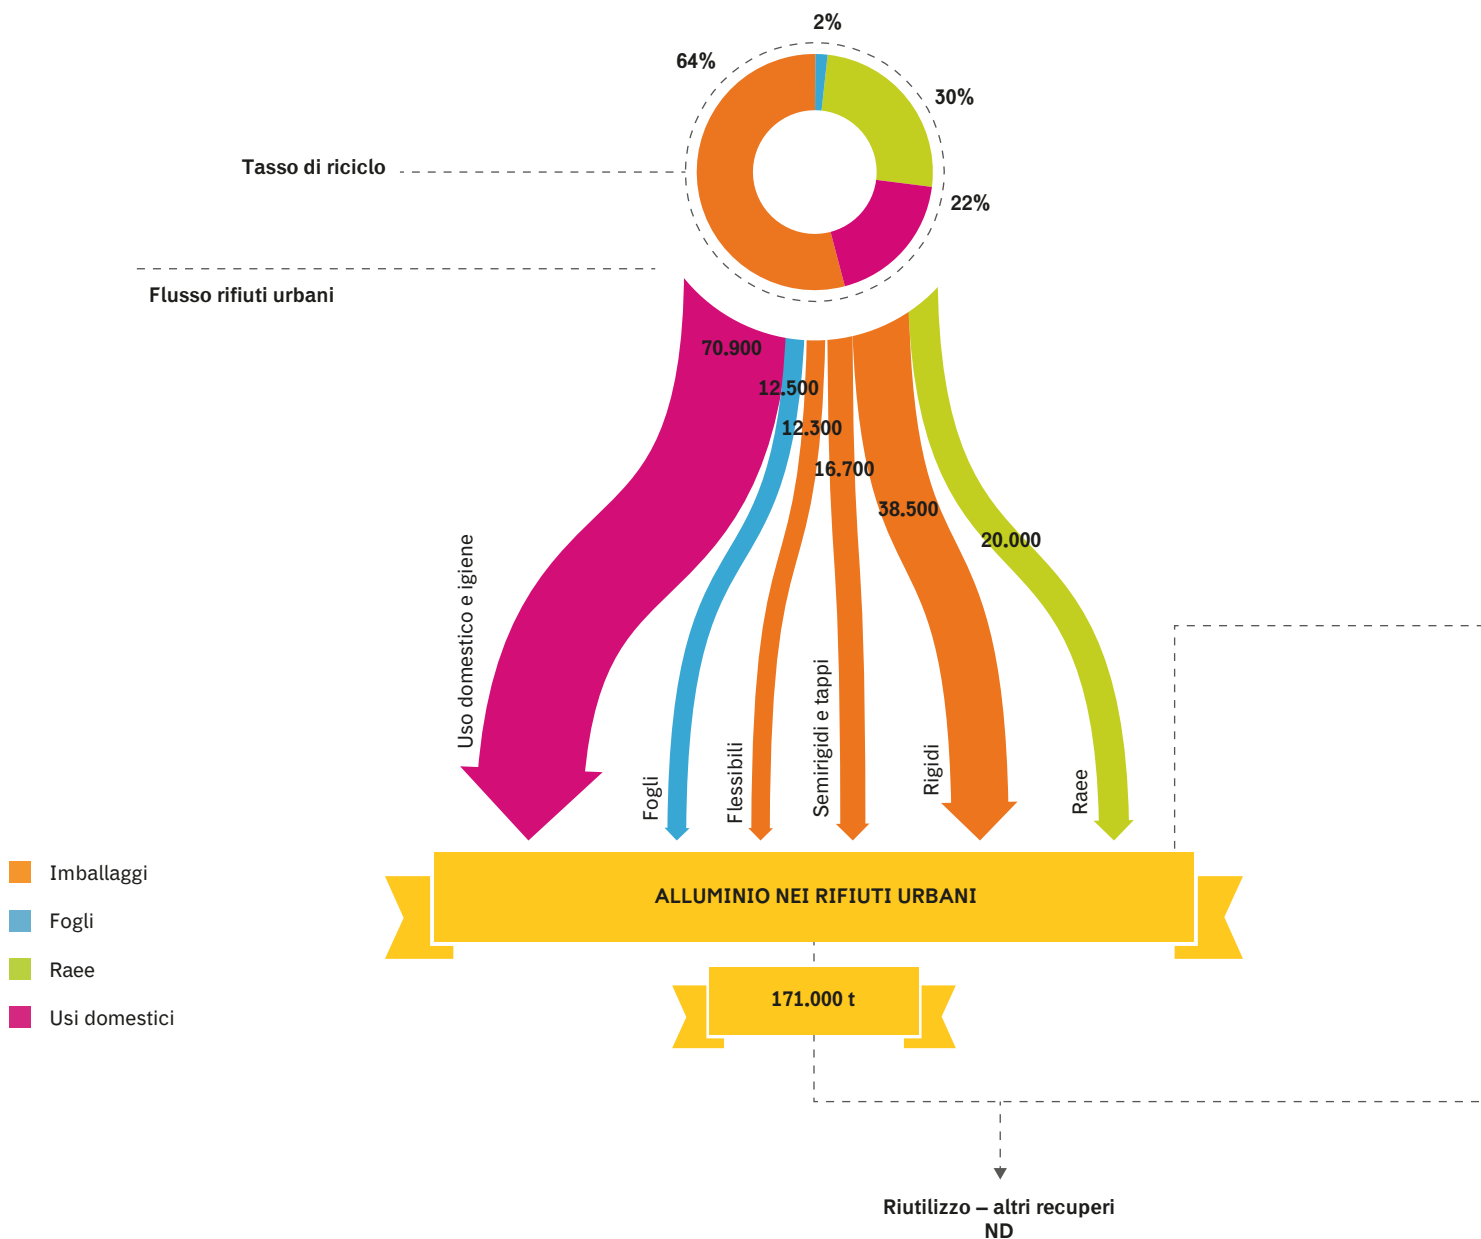 2%
64%
30%
Tasso di riciclo
22%
Flusso rifiuti urbani
70.900
12.500
12.300
16.700
38.500
20.000
Uso domestico e igiene
Fogli
Flessibili
Semirigidi e tappi
Rigidi
Raee
Imballaggi
Fogli
Raee
Usi domestici
ALLUMINIO NEI RIFIUTI URBANI
171.000 t
Riutilizzo – altri recuperi
ND